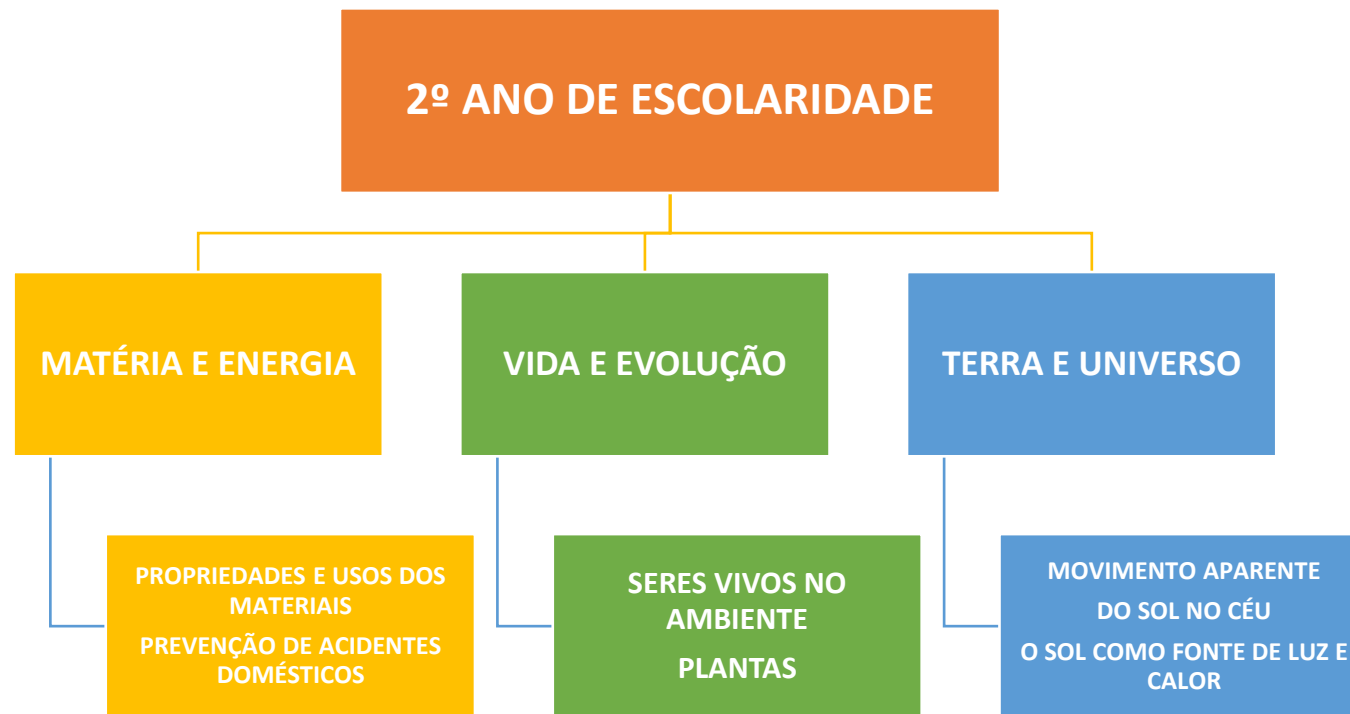 2º ANO DE ESCOLARIDADE
MATÉRIA E ENERGIA
VIDA E EVOLUÇÃO
TERRA E UNIVERSO
PROPRIEDADES E USOS DOS
MATERIAIS
PREVENÇÃO DE ACIDENTES
DOMÉSTICOS
SERES VIVOS NO
AMBIENTE
PLANTAS
MOVIMENTO APARENTE
DO SOL NO CÉU
O SOL COMO FONTE DE LUZ E
CALOR